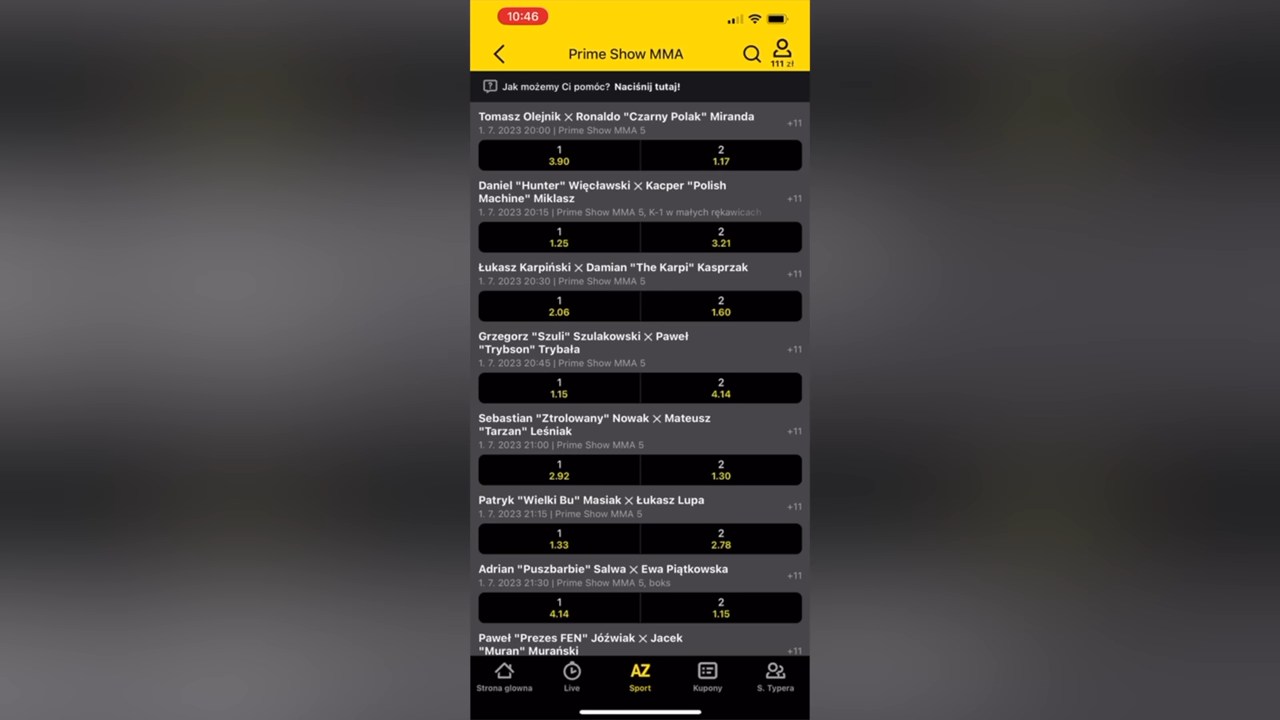 10:46
Prime Show MMA
111 zł
Jak możemy Ci pomóc? Naciśnij tutaj!
Tomasz Olejnik X Ronaldo "Czarny Polak" Miranda
+11
1. 7. 2023 20:00 | Prime Show MMA 5
1 2
3.90 1.17
Daniel "Hunter" Więcławski X Kacper "Polish
Machine" Miklasz
+11
1. 7. 2023 20:15 | Prime Show MMA 5, K-1 w małych rękawicach
1 2
1.25 3.21
Łukasz Karpiński X Damian "The Karpi" Kasprzak
+11
1. 7. 2023 20:30 | Prime Show MMA 5
1 2
2.06 1.60
Grzegorz "Szuli" Szulakowski X Paweł
"Trybson" Trybała
+11
1. 7. 2023 20:45 | Prime Show MMA 5
1 2
1.15 4.14
Sebastian "Ztrolowany" Nowak X Mateusz
"Tarzan" Leśniak
+11
1. 7. 2023 21:00 | Prime Show MMA 5
1 2
2.92 1.30
Patryk "Wielki Bu" Masiak X Łukasz Lupa
+11
1. 7. 2023 21:15 | Prime Show MMA 5
1 2
1.33 2.78
Adrian "Puszbarbie" Salwa X Ewa Piątkowska
+11
1. 7. 2023 21:30 | Prime Show MMA 5, boks
1 2
4.14 1.15
Paweł "Prezes FEN" Jóźwiak X Jacek
"Muran" Murański
+11
AZ
Strona glowna Live Sport Kupony S. Typera